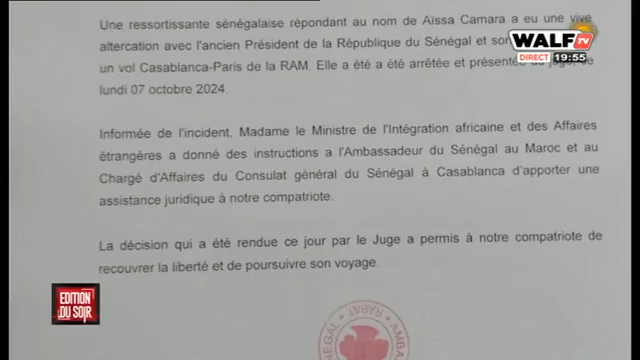 Une ressortissante sénégalaise répondant au nom de Aïssa Camara a eu une vive
altercation avec l'ancien Président de la République du Sénégal et son
un vol Casablanca-Paris de la RAM. Elle a été a été arrêtée et présentée
lundi 07 octobre 2024.
Informée de l'incident, Madame le Ministre de l'Intégration africaine et des Affaires
étrangères a donné des instructions a l'Ambassadeur du Sénégal au Maroc et au
Chargé d'Affaires du Consulat général du Sénégal à Casablanca d'apporter une
assistance juridique à notre compatriote.
La décision qui a été rendue ce jour par le Juge a permis à notre compatriote de
recouvrer la liberté et de poursuivre son voyage.
WALF TV
DIRECT 19:55
EDITION
DU SOIR
RABAT